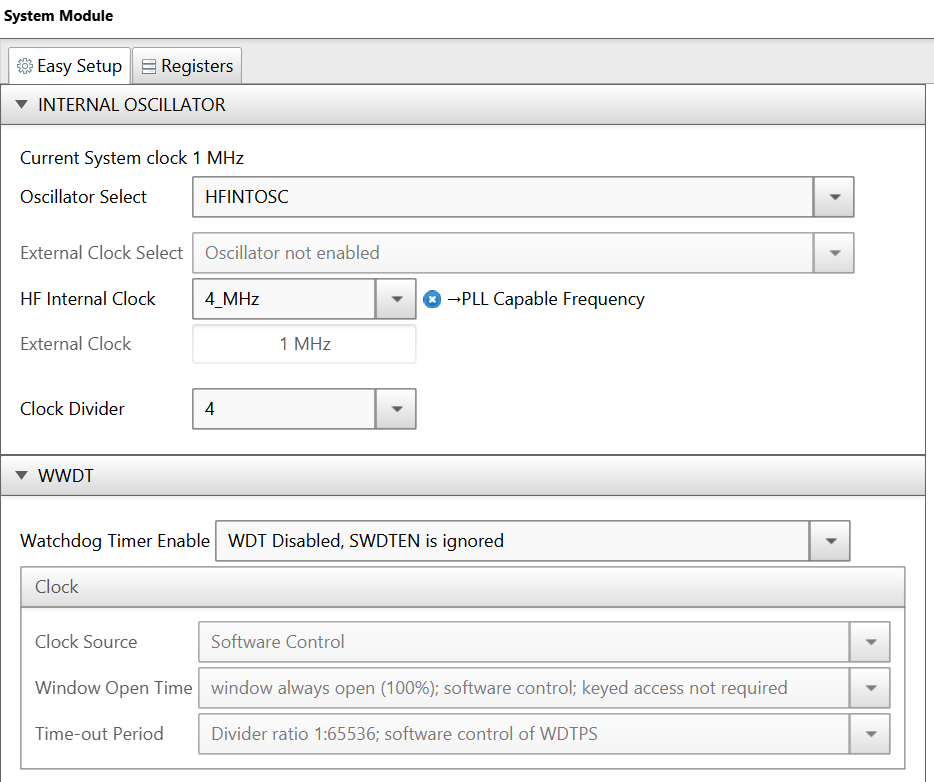 System Module
Easy Setup Registers
INTERNAL OSCILLATOR
Current System clock 1 MHz
Oscillator Select HFINTOSC
External Clock Select Oscillator not enabled
HF Internal Clock 4_MHz →PLL Capable Frequency
External Clock 1 MHz
Clock Divider 4
WWDT
Watchdog Timer Enable WDT Disabled, SWDTEN is ignored
Clock
Clock Source Software Control
Window Open Time window always open (100%); software control; keyed access not required
Time-out Period Divider ratio 1:65536; software control of WDTPS